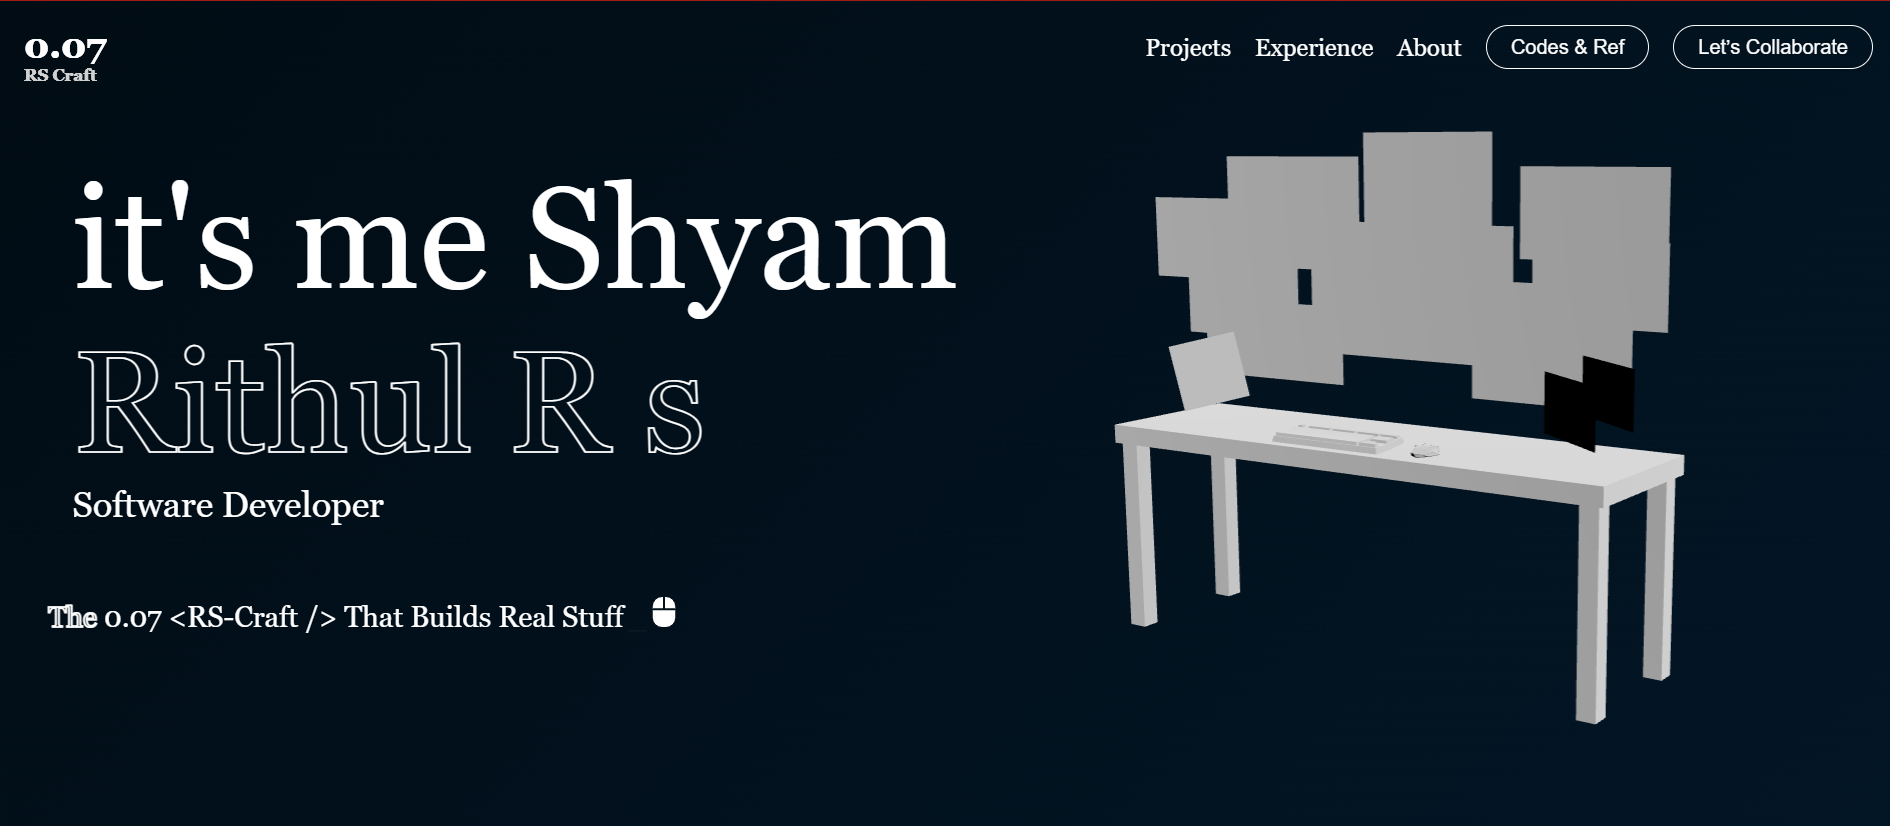 0.07
RS Craft
Projects Experience About Codes & Ref Let’s Collaborate
it's me Shyam
Rithul R s
Software Developer
The 0.07 <RS-Craft /> That Builds Real Stuff